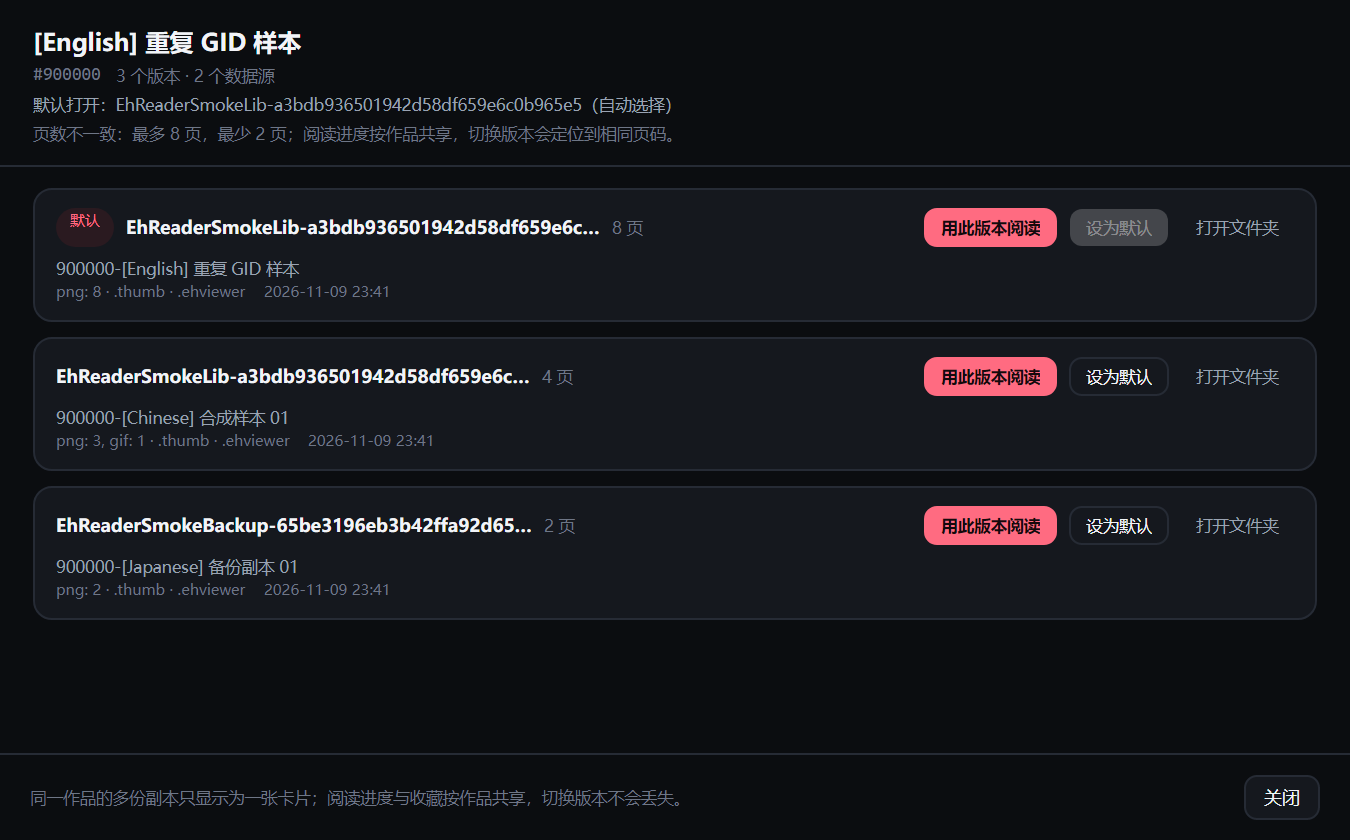 [English] 重复 GID 样本
#900000 3 个版本 · 2 个数据源
默认打开：EhReaderSmokeLib-a3bdb936501942d58df659e6c0b965e5（自动选择）
页数不一致：最多 8 页，最少 2 页；阅读进度按作品共享，切换版本会定位到相同页码。
默认 EhReaderSmokeLib-a3bdb936501942d58df659e6c... 8 页 用此版本阅读 设为默认 打开文件夹
900000-[English] 重复 GID 样本
png: 8 · .thumb · .ehviewer 2026-11-09 23:41
EhReaderSmokeLib-a3bdb936501942d58df659e6c... 4 页 用此版本阅读 设为默认 打开文件夹
900000-[Chinese] 合成样本 01
png: 3, gif: 1 · .thumb · .ehviewer 2026-11-09 23:41
EhReaderSmokeBackup-65be3196eb3b42ffa92d65... 2 页 用此版本阅读 设为默认 打开文件夹
900000-[Japanese] 备份副本 01
png: 2 · .thumb · .ehviewer 2026-11-09 23:41
同一作品的多份副本只显示为一张卡片；阅读进度与收藏按作品共享，切换版本不会丢失。 关闭